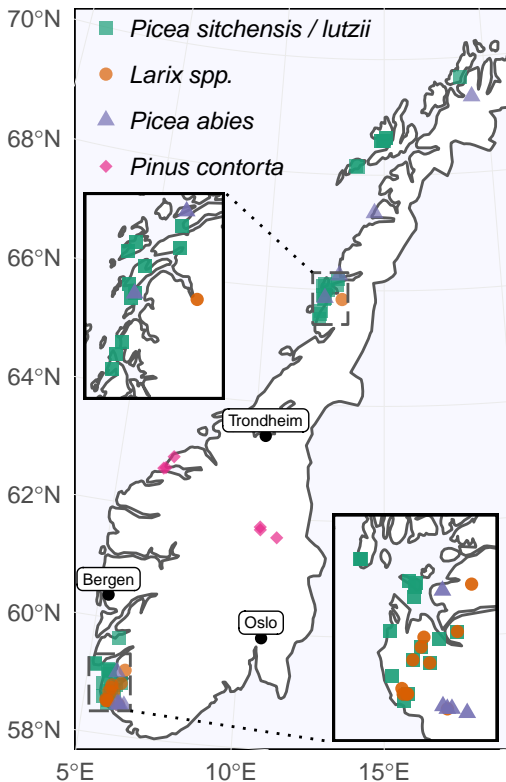 70°N
Picea sitchensis / lutzii
Larix spp.
68°N
Picea abies
Pinus contorta
66°N
64°N
Trondheim
62°N
Bergen
60°N
Oslo
58°N
5°E
10°E
15°E